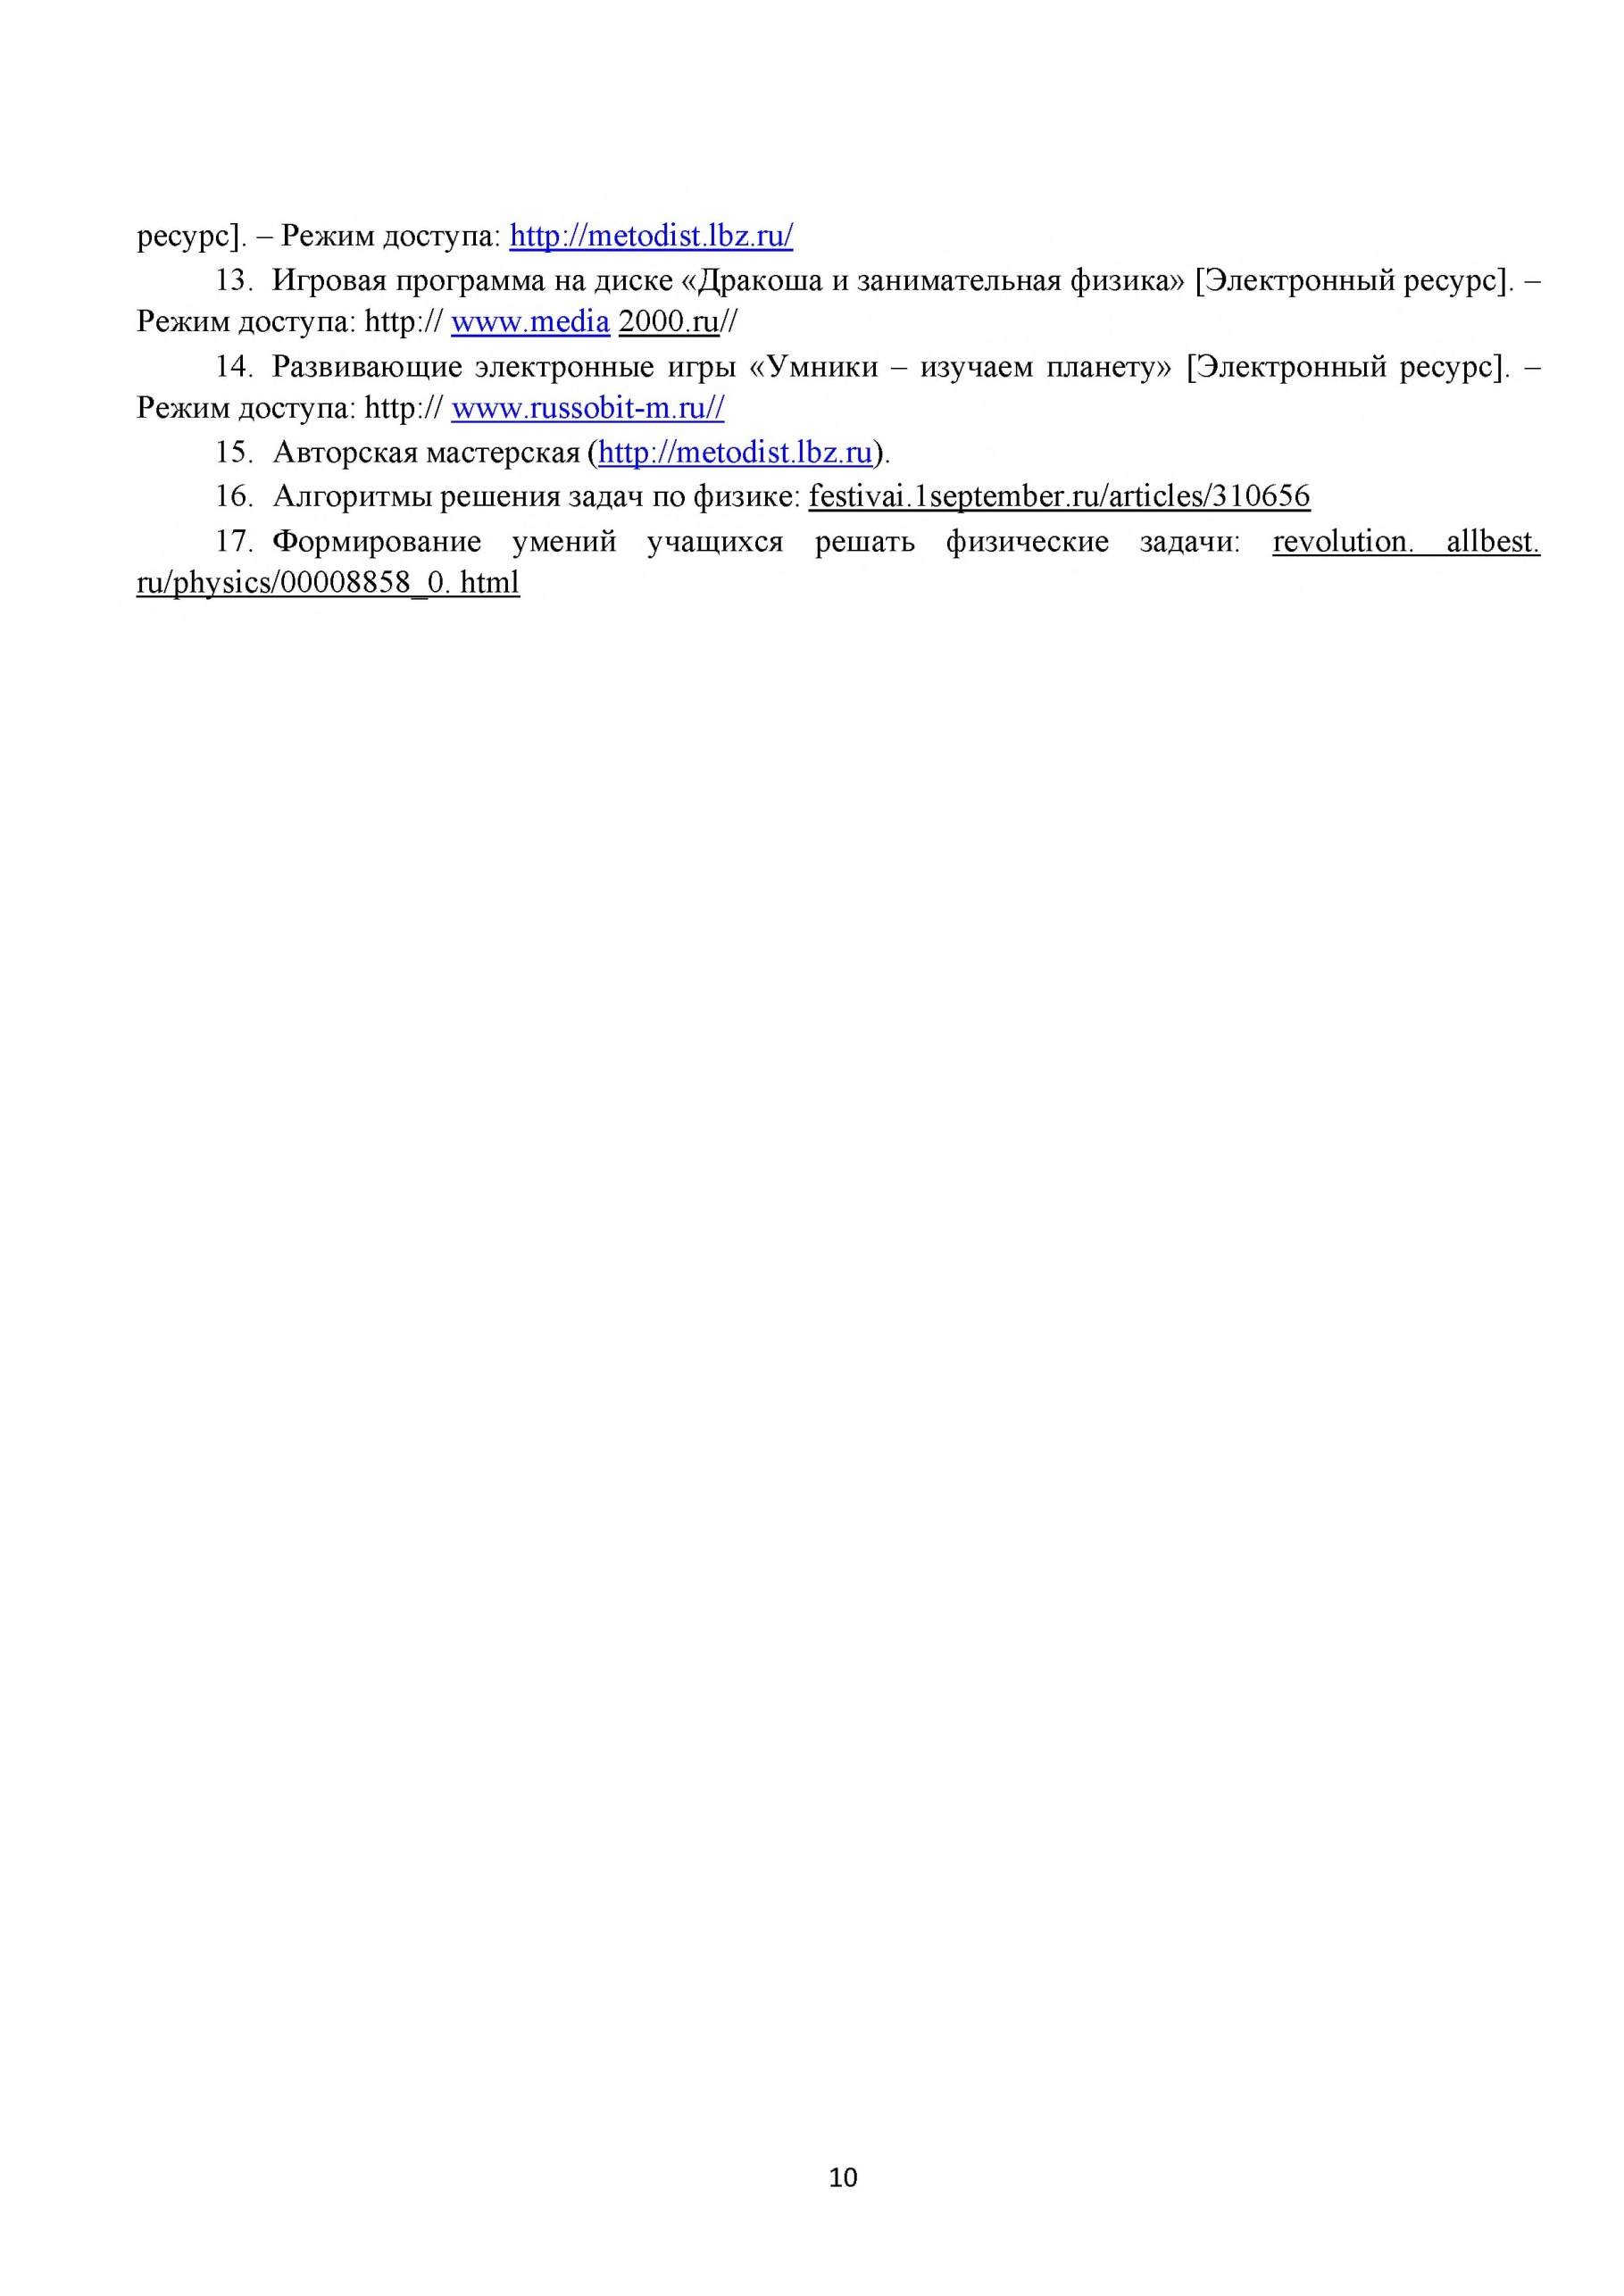 ресурс]. – Режим доступа: http://metodist.lbz.ru/
13. Игровая программа на диске «Дракоша и занимательная физика» [Электронный ресурс]. –
Режим доступа: http:// www.media 2000.ru//
14. Развивающие электронные игры «Умники – изучаем планету» [Электронный ресурс]. –
Режим доступа: http:// www.russobit-m.ru//
15. Авторская мастерская (http://metodist.lbz.ru).
16. Алгоритмы решения задач по физике: festivai.1september.ru/articles/310656
17. Формирование умений учащихся решать физические задачи: revolution. allbest.
ru/physics/00008858_0. html
10